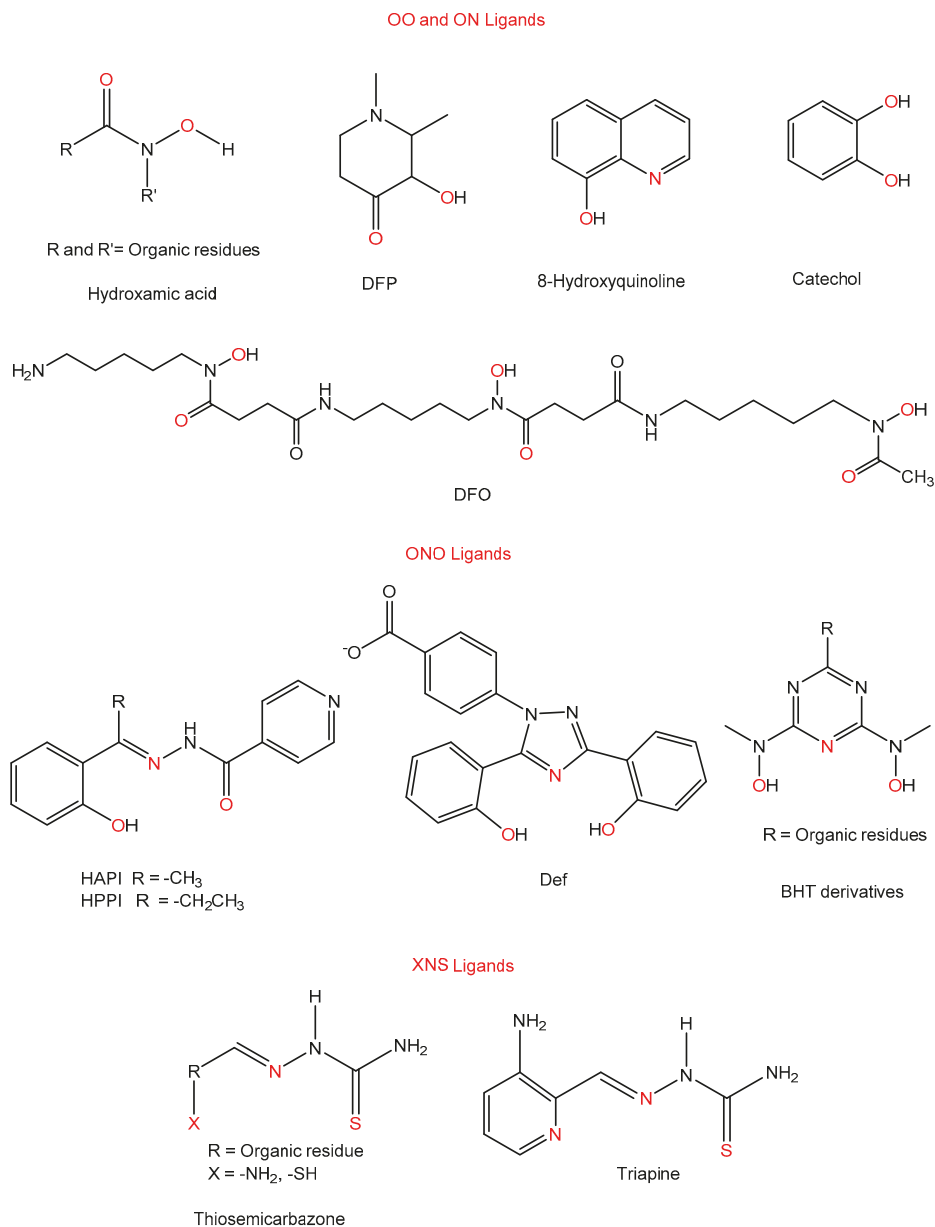 OO and ON Ligands
O
R
N
O
H
R'
R and R'= Organic residues
Hydroxamic acid
N
OH
O
DFP
N
OH
8-Hydroxyquinoline
OH
OH
Catechol
H₂N
N
OH
O
O
H
N
OH
N
O
O
N
H
N
OH
O
CH₃
DFO
ONO Ligands
R
N
H
N
N
O
OH
HAPI R = -CH₃
HPPI R = -CH₂CH₃
O
⁻O
N
N
N
OH
HO
Def
R
N
N
N
N
OH
N
OH
R = Organic residues
BHT derivatives
XNS Ligands
H
R
N
N
NH₂
X
S
R = Organic residue
X = -NH₂, -SH
Thiosemicarbazone
NH₂
H
N
N
N
NH₂
S
Triapine